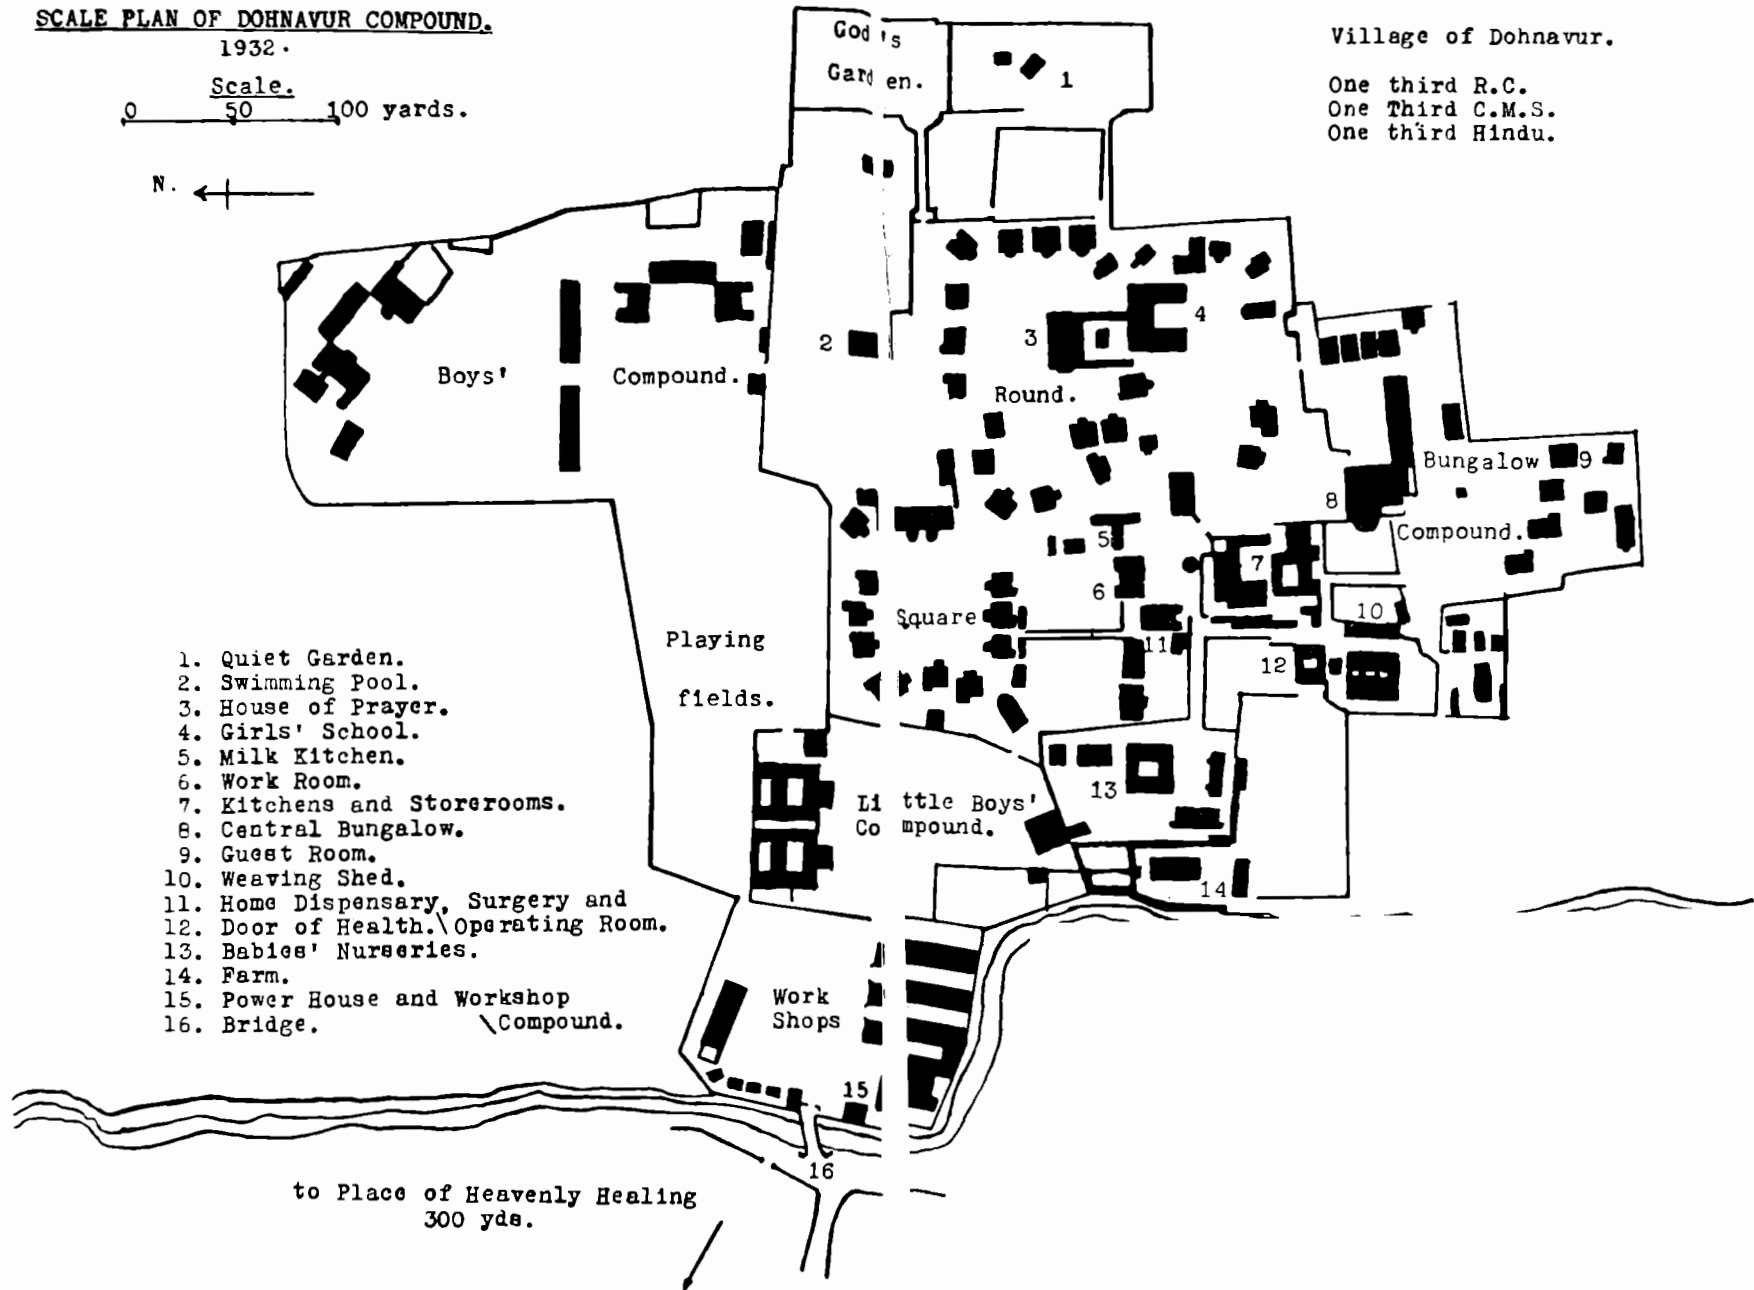 SCALE PLAN OF DOHNAVUR COMPOUND.
1932.
Scale.
0 50 100 yards.
N.
God's
Garden.
1
Village of Dohnavur.
One third R.C.
One Third C.M.S.
One third Hindu.
2
3
4
Boys' Compound.
Round.
Bungalow 9
8
Compound.
5
7
6
Square
10
Playing
fields.
11
12
1. Quiet Garden.
2. Swimming Pool.
3. House of Prayer.
4. Girls' School.
5. Milk Kitchen.
6. Work Room.
7. Kitchens and Storerooms.
8. Central Bungalow.
9. Guest Room.
10. Weaving Shed.
11. Home Dispensary, Surgery and
12. Door of Health.\Operating Room.
13. Babies' Nurseries.
14. Farm.
15. Power House and Workshop
16. Bridge. \Compound.
13
Little Boys'
Compound.
14
Work
Shops
15
16
to Place of Heavenly Healing
300 yds.